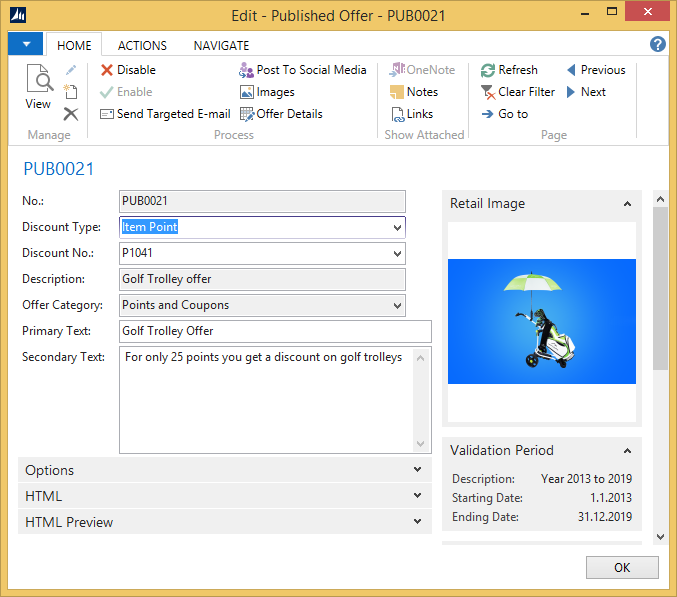 Edit - Published Offer - PUB0021
HOME ACTIONS NAVIGATE
View
Manage
Disable
Enable
Send Targeted E-mail
Post To Social Media
Images
Offer Details
Process
OneNote
Notes
Links
Show Attached
Refresh
Clear Filter
Go to
Previous
Next
Page
PUB0021
No.: PUB0021
Discount Type: Item Point
Discount No.: P1041
Description: Golf Trolley offer
Offer Category: Points and Coupons
Primary Text: Golf Trolley Offer
Secondary Text: For only 25 points you get a discount on golf trolleys
Options
HTML
HTML Preview
Retail Image
Validation Period
Description: Year 2013 to 2019
Starting Date: 1.1.2013
Ending Date: 31.12.2019
OK